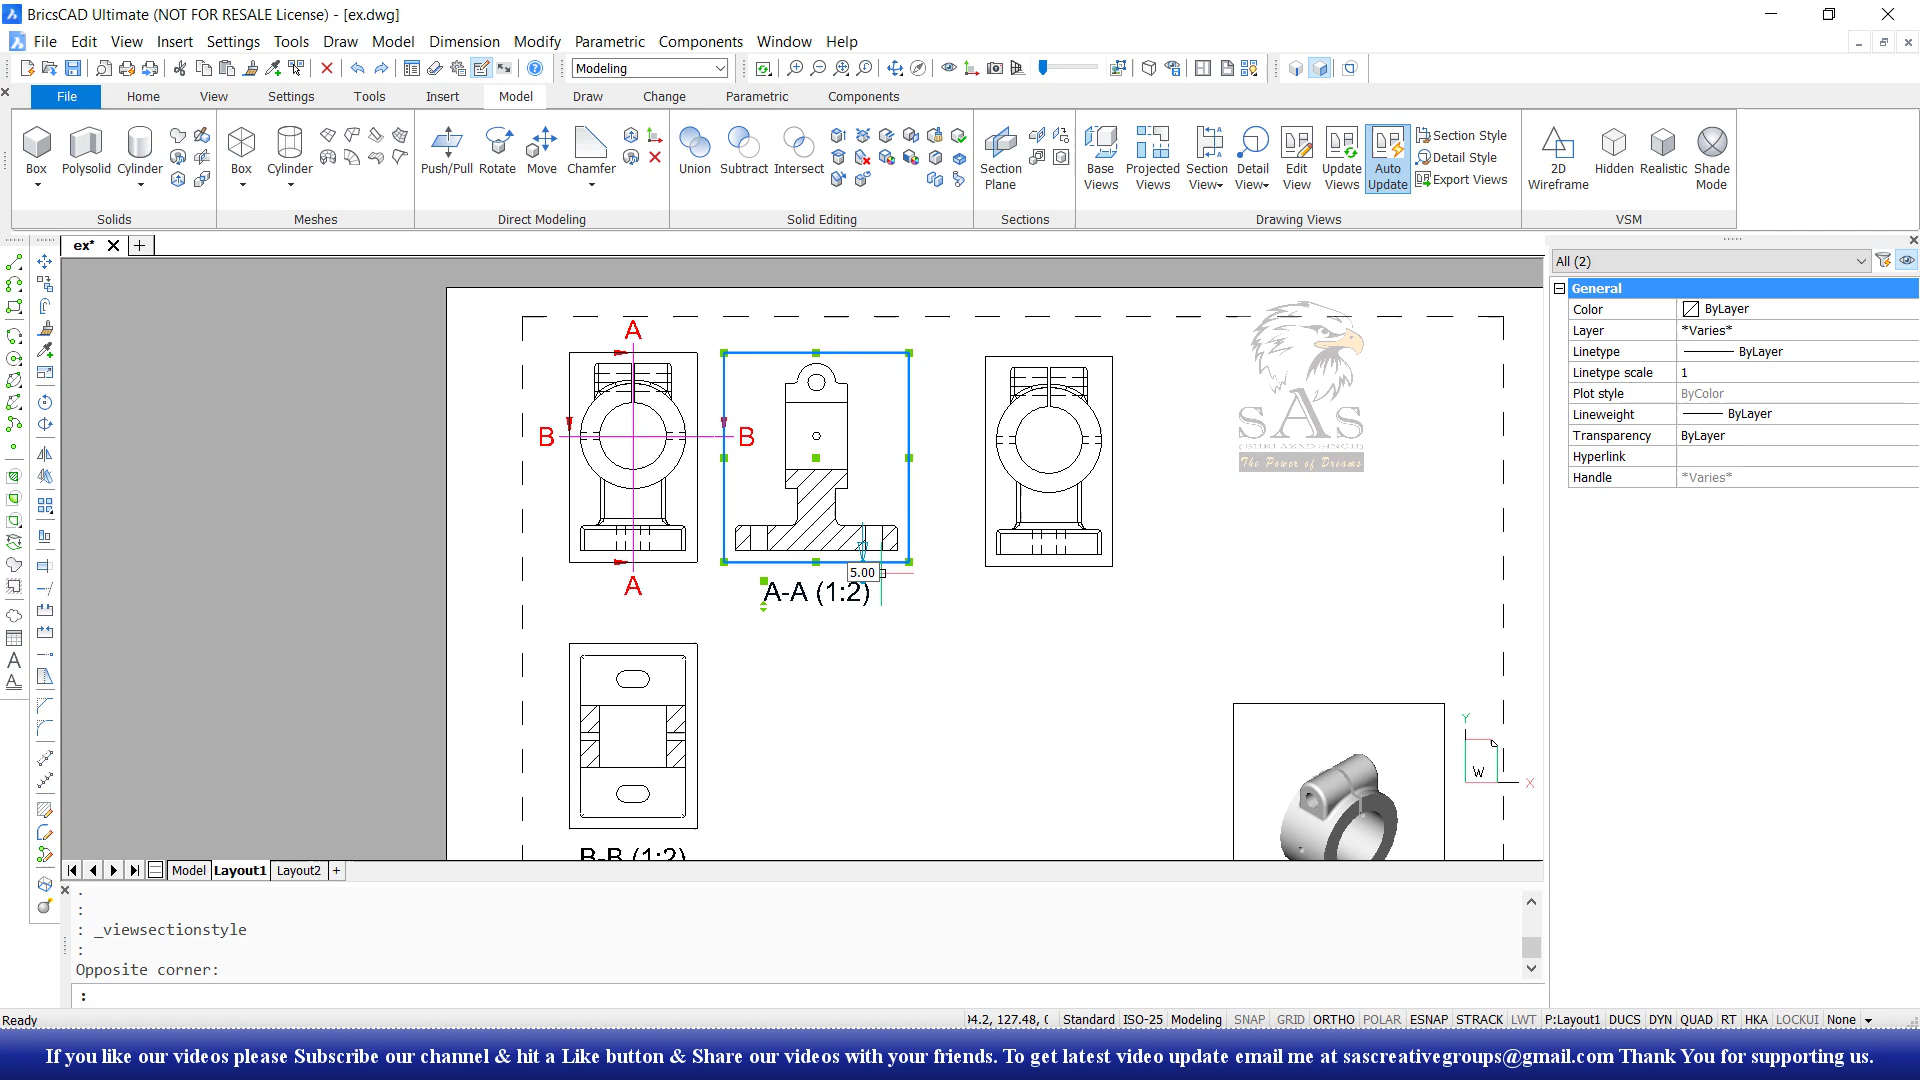 BricsCAD Ultimate (NOT FOR RESALE License) - [ex.dwg]
File Edit View Insert Settings Tools Draw Model Dimension Modify Parametric Components Window Help
Modeling
File Home View Settings Tools Insert Model Draw Change Parametric Components
Box Polysolid Cylinder Box Cylinder Push/Pull Rotate Move Chamfer Union Subtract Intersect Section Plane Base Views Projected Views Section View Detail View Edit View Update Views Auto Update Section Style Detail Style Export Views 2D Wireframe Hidden Realistic Shade Mode
Solids Meshes Direct Modeling Solid Editing Sections Drawing Views VSM
ex*
All (2)
General
Color ByLayer
Layer *Varies*
Linetype ByLayer
Linetype scale 1
Plot style ByColor
Lineweight ByLayer
Transparency ByLayer
Hyperlink
Handle *Varies*
A
B B
A
5.00
A-A (1:2)
B-B (1:2)
sAs
The Power of Dreams
Y
W
X
Model Layout1 Layout2 +
:
:
: _viewsectionstyle
:
Opposite corner:
:
Ready
94.2, 127.48, 0 Standard ISO-25 Modeling SNAP GRID ORTHO POLAR ESNAP STRACK LWT P:Layout1 DUCS DYN QUAD RT HKA LOCKUI None
If you like our videos please Subscribe our channel & hit a Like button & Share our videos with your friends. To get latest video update email me at sascreativegroups@gmail.com Thank You for supporting us.